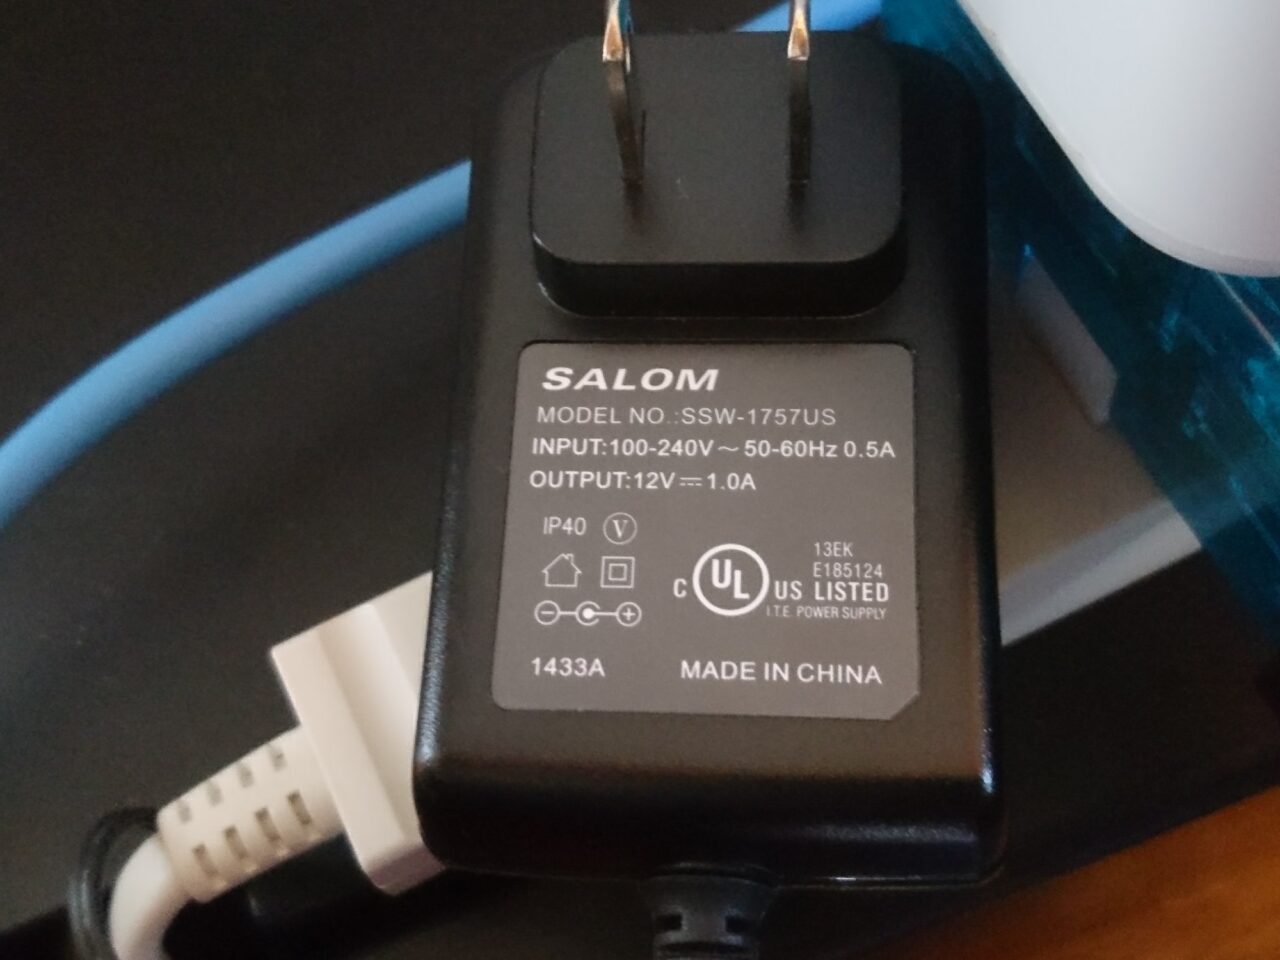 SALOM
MODEL NO.:SSW-1757US
INPUT:100-240V ~ 50-60Hz 0.5A
OUTPUT:12V ⎓ 1.0A
IP40 V
13EK
E185124
C UL US LISTED
I.T.E. POWER SUPPLY
1433A MADE IN CHINA